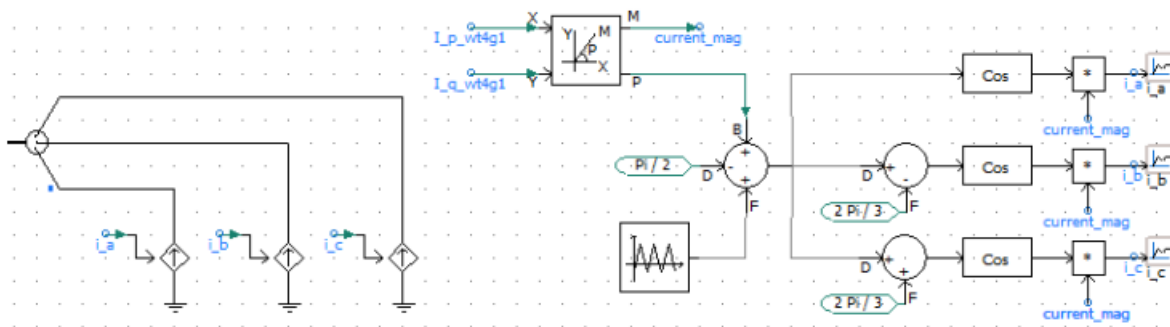 X
M
Y
M
I_p_wt4g1
P
current_mag
X
I_q_wt4g1
Y
P
Cos
*
i_a
i_a
current_mag
B
+
Pi / 2
D
-
+
F
D
+
-
F
2 Pi / 3
Cos
*
i_b
i_b
current_mag
i_a
i_b
i_c
D
+
+
F
2 Pi / 3
Cos
*
i_c
i_c
current_mag